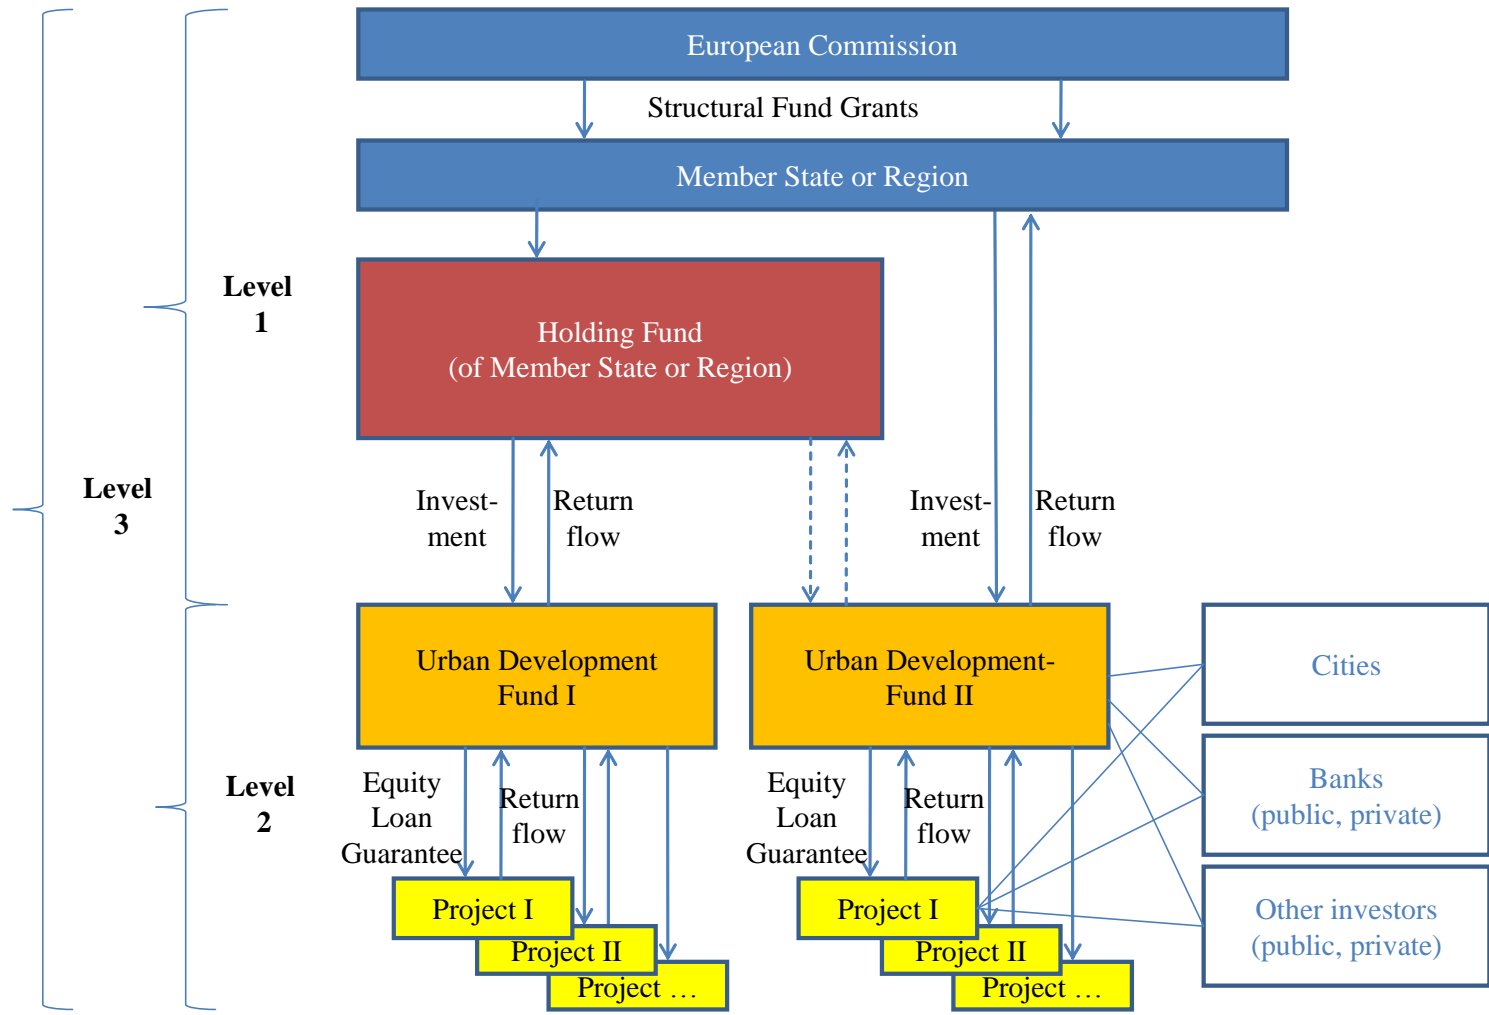 European Commission
Structural Fund Grants
Member State or Region
Level
1
Holding Fund
(of Member State or Region)
Level
3
Invest-
ment
Return
flow
Invest-
ment
Return
flow
Urban Development
Fund I
Urban Development-
Fund II
Cities
Level
2
Equity
Loan
Guarantee
Return
flow
Equity
Loan
Guarantee
Return
flow
Banks
(public, private)
Project I
Project II
Project …
Project I
Project II
Project …
Other investors
(public, private)